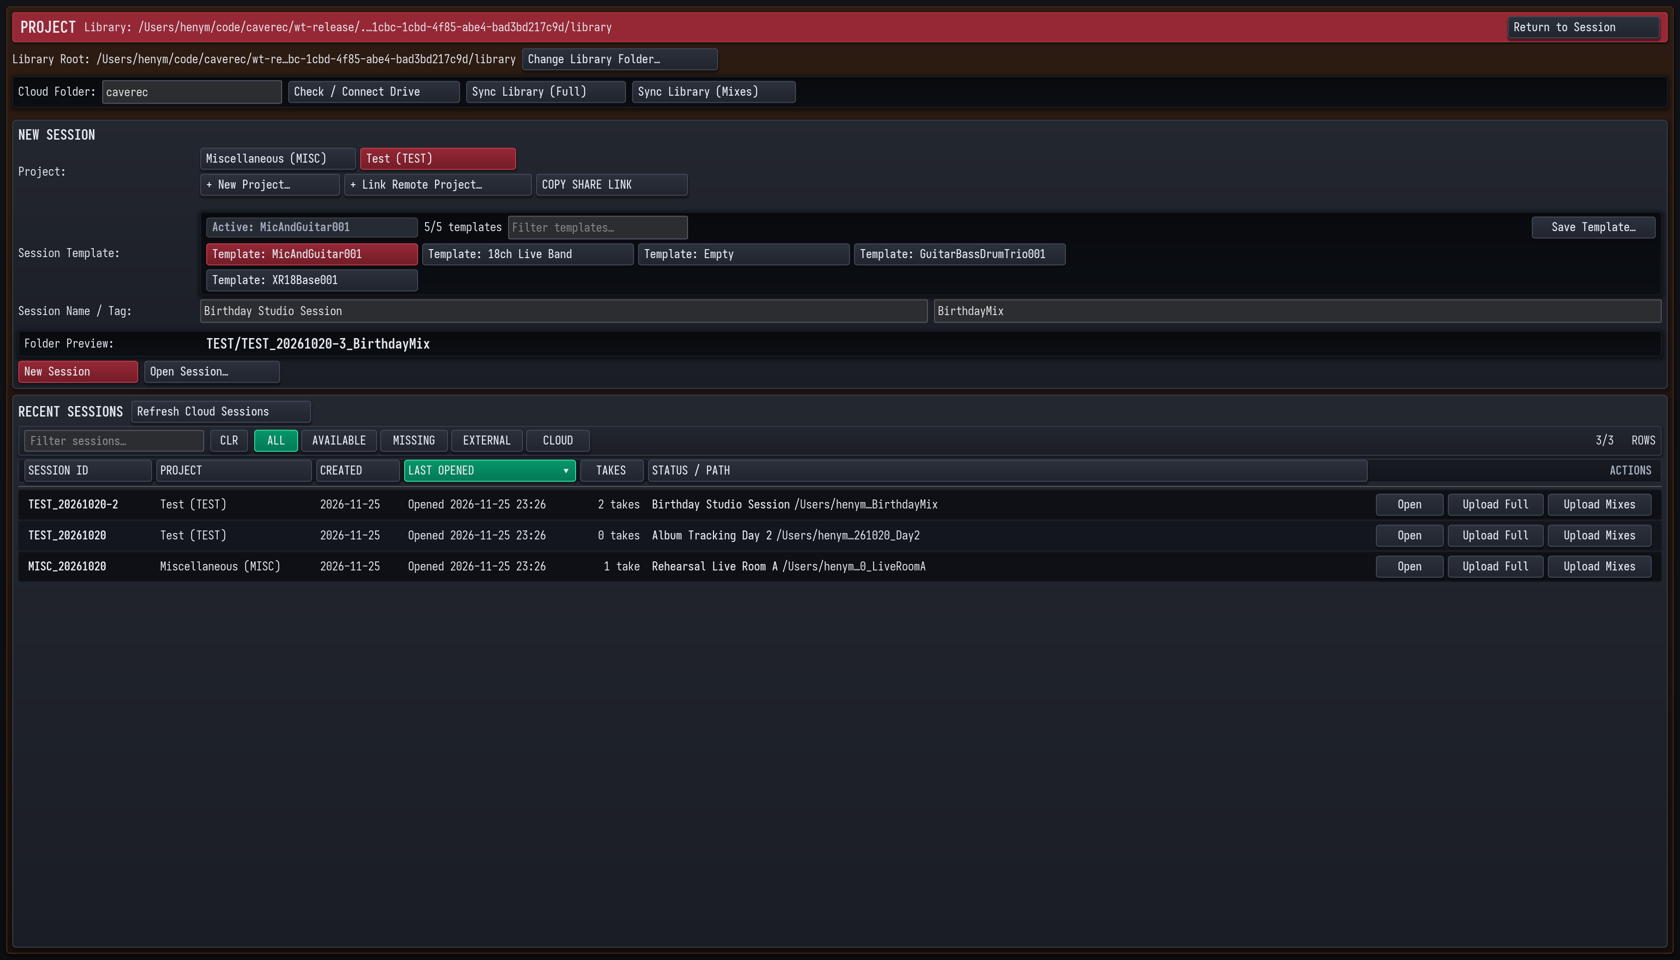 PROJECT Library: /Users/henym/code/caverec/wt-release/.…1cbc-1cbd-4f85-abe4-bad3bd217c9d/library Return to Session
Library Root: /Users/henym/code/caverec/wt-re…bc-1cbd-4f85-abe4-bad3bd217c9d/library Change Library Folder…
Cloud Folder: caverec Check / Connect Drive Sync Library (Full) Sync Library (Mixes)
NEW SESSION
Project: Miscellaneous (MISC) Test (TEST)
+ New Project… + Link Remote Project… COPY SHARE LINK
Active: MicAndGuitar001 5/5 templates Filter templates… Save Template…
Session Template: Template: MicAndGuitar001 Template: 18ch Live Band Template: Empty Template: GuitarBassDrumTrio001
Template: XR18Base001
Session Name / Tag: Birthday Studio Session BirthdayMix
Folder Preview: TEST/TEST_20261020-3_BirthdayMix
New Session Open Session…
RECENT SESSIONS Refresh Cloud Sessions
Filter sessions… CLR ALL AVAILABLE MISSING EXTERNAL CLOUD 3/3 ROWS
SESSION ID PROJECT CREATED LAST OPENED ▾ TAKES STATUS / PATH ACTIONS
TEST_20261020-2 Test (TEST) 2026-11-25 Opened 2026-11-25 23:26 2 takes Birthday Studio Session /Users/henym…_BirthdayMix Open Upload Full Upload Mixes
TEST_20261020 Test (TEST) 2026-11-25 Opened 2026-11-25 23:26 0 takes Album Tracking Day 2 /Users/henym…261020_Day2 Open Upload Full Upload Mixes
MISC_20261020 Miscellaneous (MISC) 2026-11-25 Opened 2026-11-25 23:26 1 take Rehearsal Live Room A /Users/henym…0_LiveRoomA Open Upload Full Upload Mixes